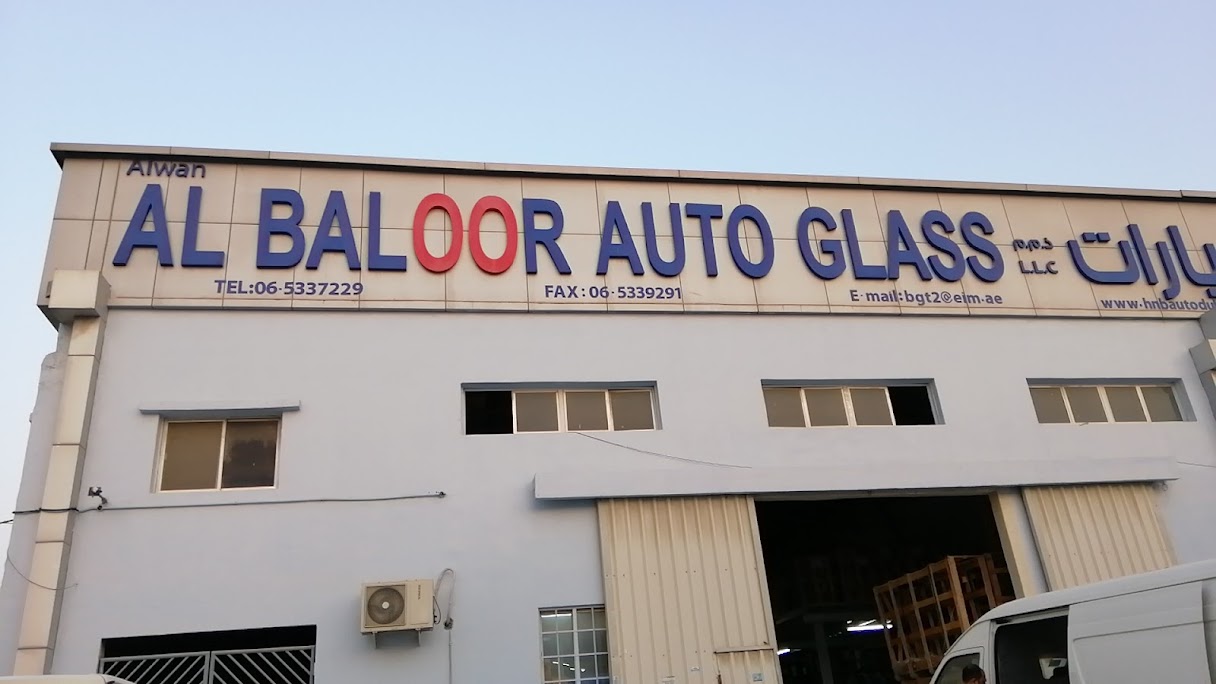 Alwan
AL BALOOR AUTO GLASS
ذ.م.م
L.L.C
TEL:06-5337229
FAX : 06-5339291
E-mail:bgt2@eim.ae